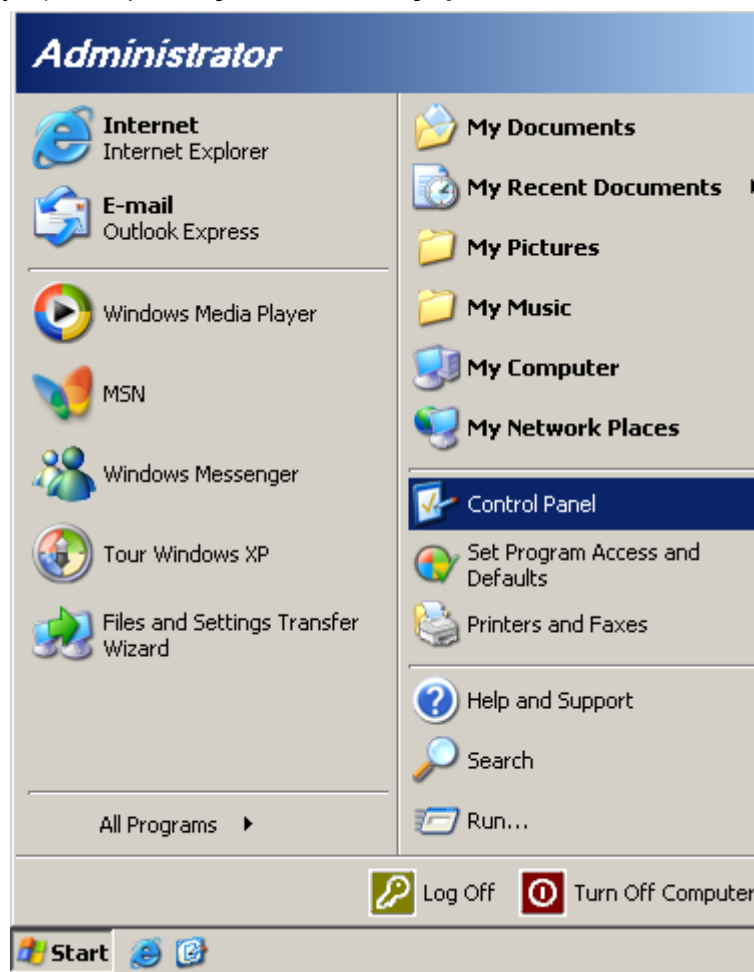 Administrator
Internet
Internet Explorer
E-mail
Outlook Express
Windows Media Player
MSN
Windows Messenger
Tour Windows XP
Files and Settings Transfer
Wizard
All Programs
My Documents
My Recent Documents
My Pictures
My Music
My Computer
My Network Places
Control Panel
Set Program Access and
Defaults
Printers and Faxes
Help and Support
Search
Run...
Log Off
Turn Off Computer
Start